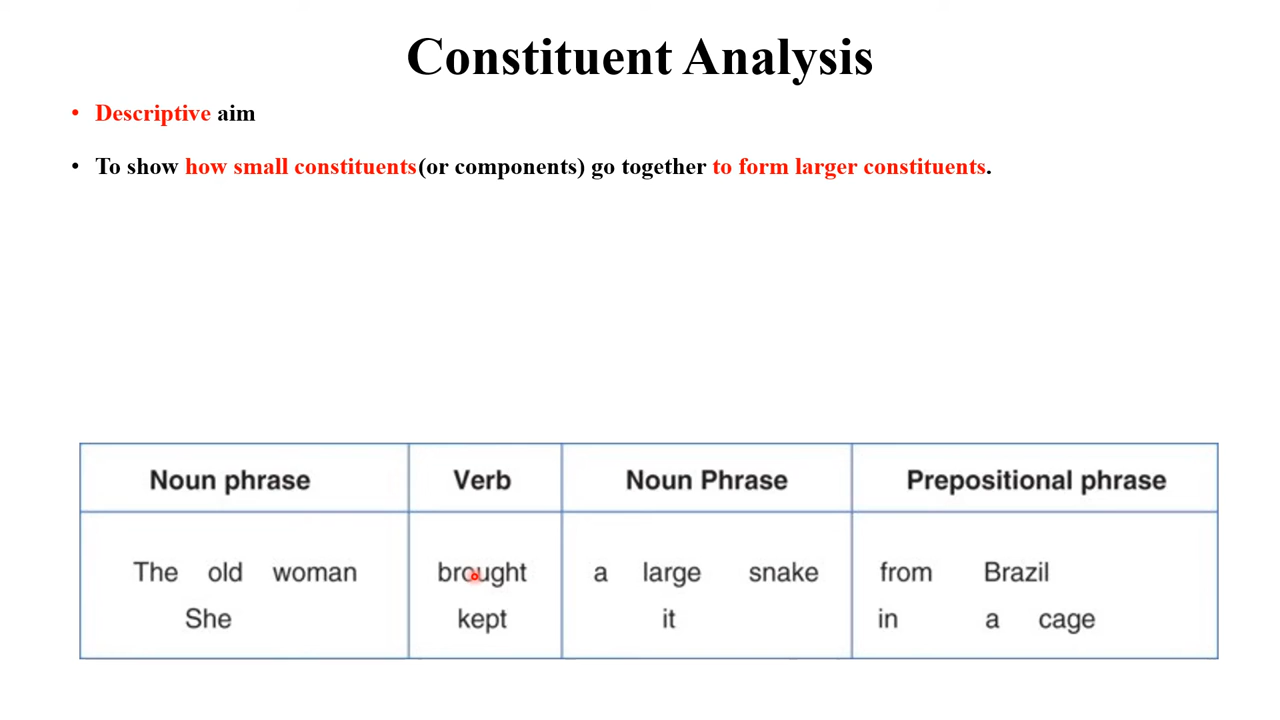 Constituent Analysis
• Descriptive aim
• To show how small constituents(or components) go together to form larger constituents.
Noun phrase Verb Noun Phrase Prepositional phrase
The old woman brought a large snake from Brazil
She kept it in a cage